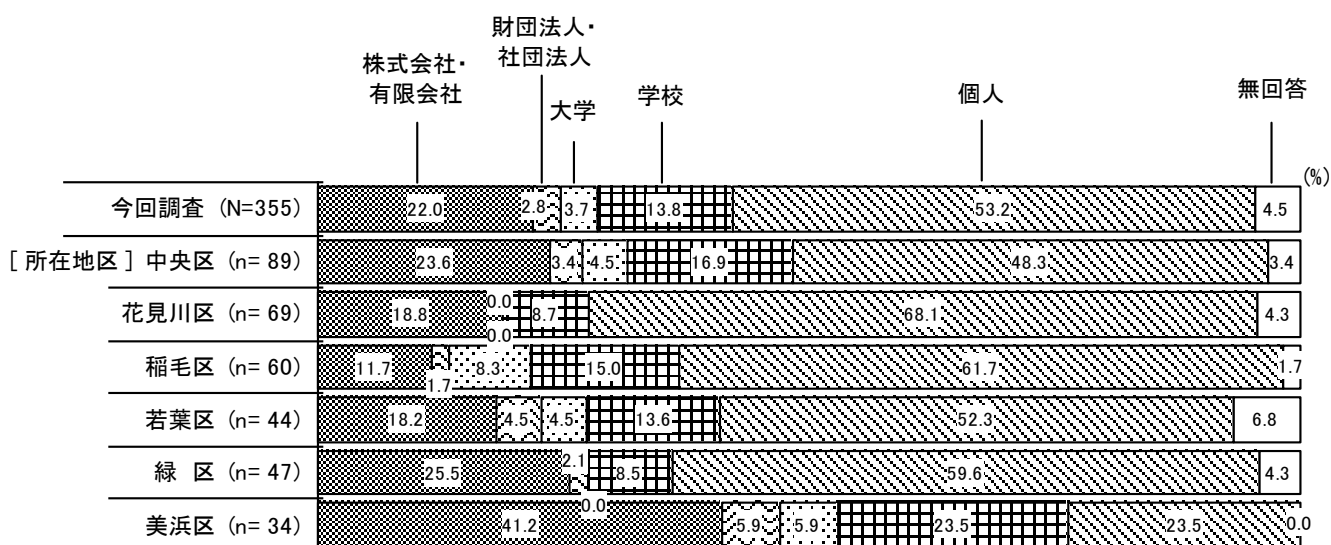 財団法人・
社団法人
株式会社・
有限会社
大学
学校
個人
無回答
(%)
今回調査 (N=355) 22.0 2.8 3.7 13.8 53.2 4.5
[所在地区] 中央区 (n= 89) 23.6 3.4 4.5 16.9 48.3 3.4
花見川区 (n= 69) 18.8 0.0 0.0 8.7 68.1 4.3
稲毛区 (n= 60) 11.7 1.7 8.3 15.0 61.7 1.7
若葉区 (n= 44) 18.2 4.5 4.5 13.6 52.3 6.8
緑 区 (n= 47) 25.5 2.1 0.0 8.5 59.6 4.3
美浜区 (n= 34) 41.2 5.9 5.9 23.5 23.5 0.0